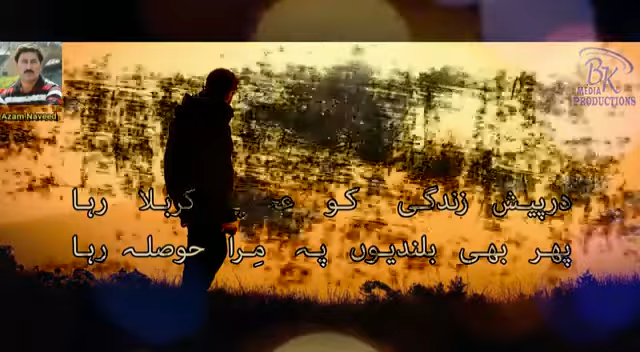 BK
MEDIA
PRODUCTIONS
Azam Naveed
درپیش زندگی کو کربلا رہا
پھر بھی بلندیوں پہ مِرا حوصلہ رہا